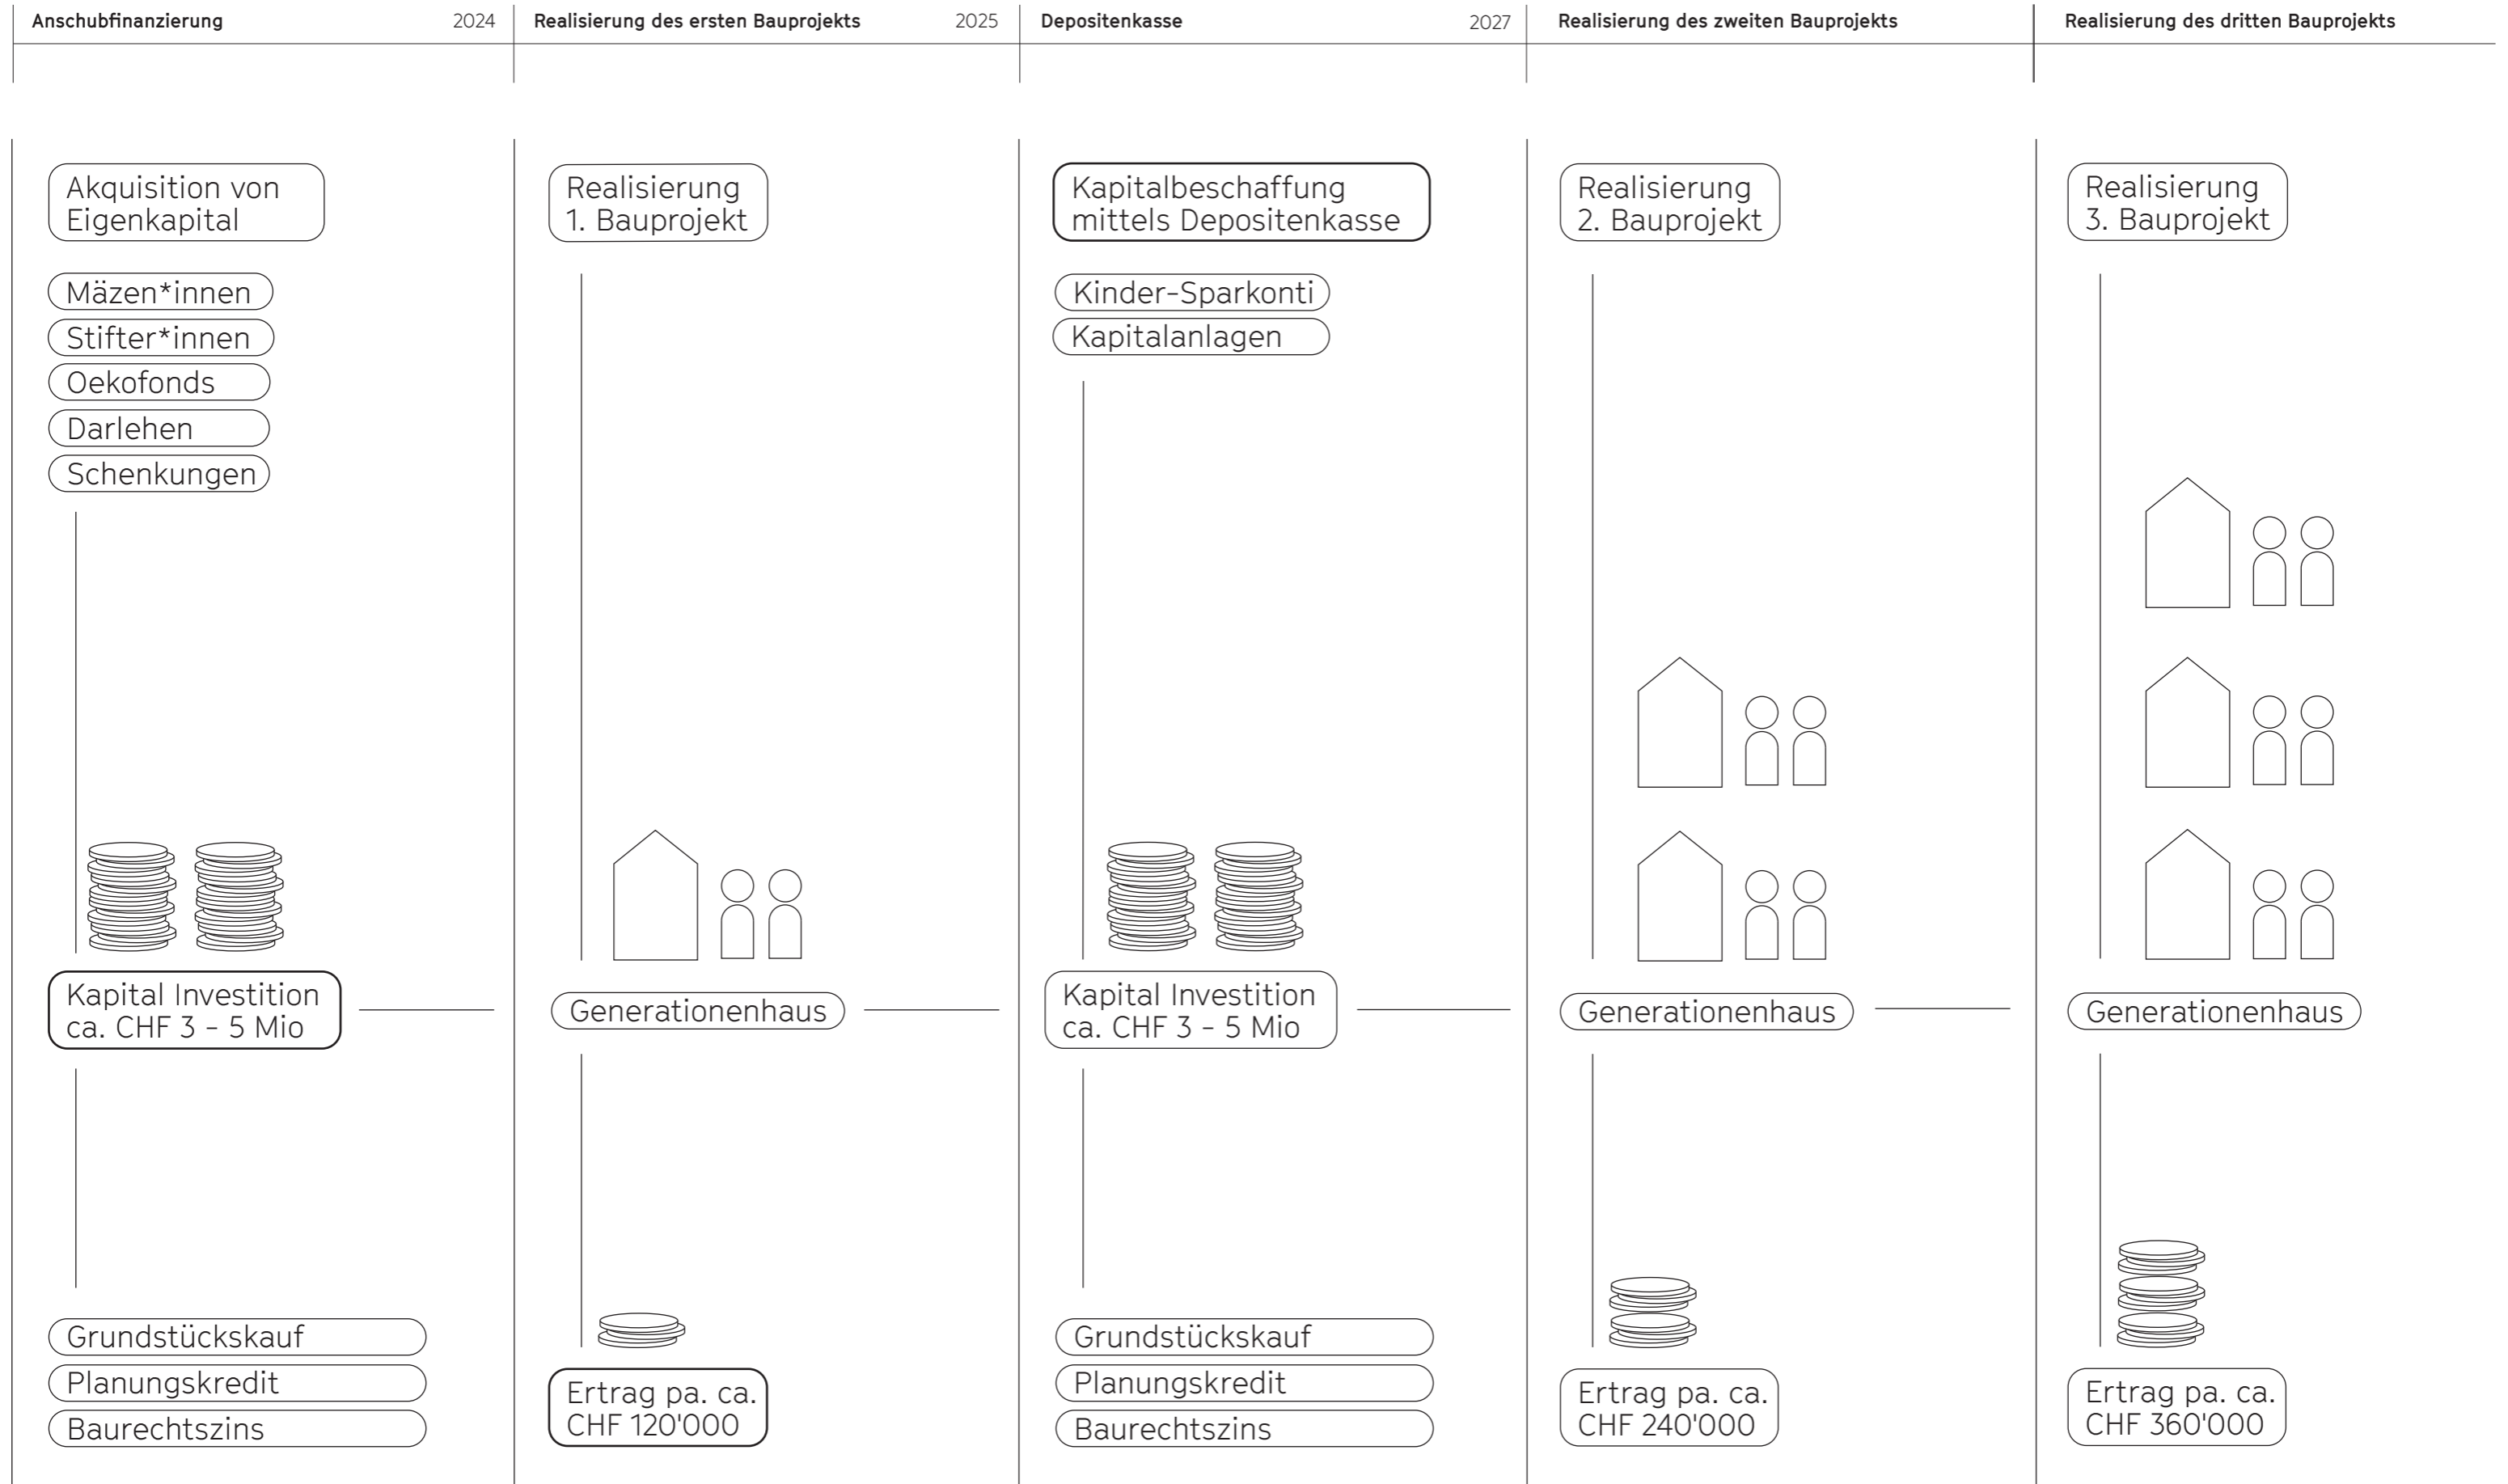 Anschubfinanzierung 2024
Realisierung des ersten Bauprojekts 2025
Depositenkasse 2027
Realisierung des zweiten Bauprojekts
Realisierung des dritten Bauprojekts
Akquisition von
Eigenkapital
Mäzen*innen
Stifter*innen
Oekofonds
Darlehen
Schenkungen
Kapital Investition
ca. CHF 3 - 5 Mio
Grundstückskauf
Planungskredit
Baurechtszins
Realisierung
1. Bauprojekt
Generationenhaus
Ertrag pa. ca.
CHF 120'000
Kapitalbeschaffung
mittels Depositenkasse
Kinder-Sparkonti
Kapitalanlagen
Kapital Investition
ca. CHF 3 - 5 Mio
Grundstückskauf
Planungskredit
Baurechtszins
Realisierung
2. Bauprojekt
Generationenhaus
Ertrag pa. ca.
CHF 240'000
Realisierung
3. Bauprojekt
Generationenhaus
Ertrag pa. ca.
CHF 360'000